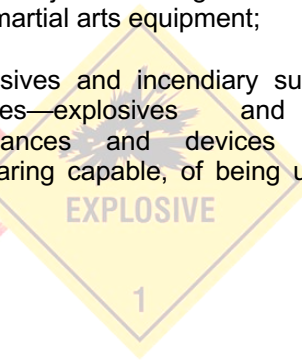 martial arts equipment;
sives and incendiary su
es—explosives and
ances and devices
aring capable, of being u
EXPLOSIVE
1